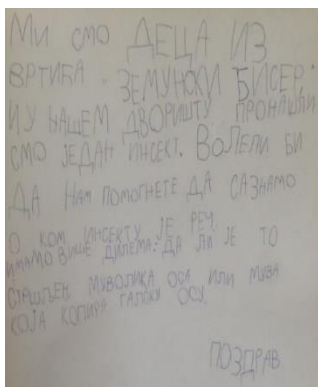 Ми смо ДЕЦА ИЗ
ВРТИЋА. ЗЕМУНСКИ БИСЕР.
И У НАШЕМ ДВОРИШТУ ПРОНАШЛИ
СМО ЈЕДАН ИНСЕКТ. ВОЛЕЛИ БИ
ДА НАМ ПОМОГНЕТЕ ДА САЗНАМО
О КОМ ИНСЕКТУ ЈЕ РЕЧ.
ИМАМО ВИШЕ ДИЛЕМА: ДА ЛИ ЈЕ ТО
СТРШЉЕН, МУВОЛИКА ОСА ИЛИ МУВА
КОЈА КОПИРА ГАЛСКУ ОСУ.
ПОЗДРАВ